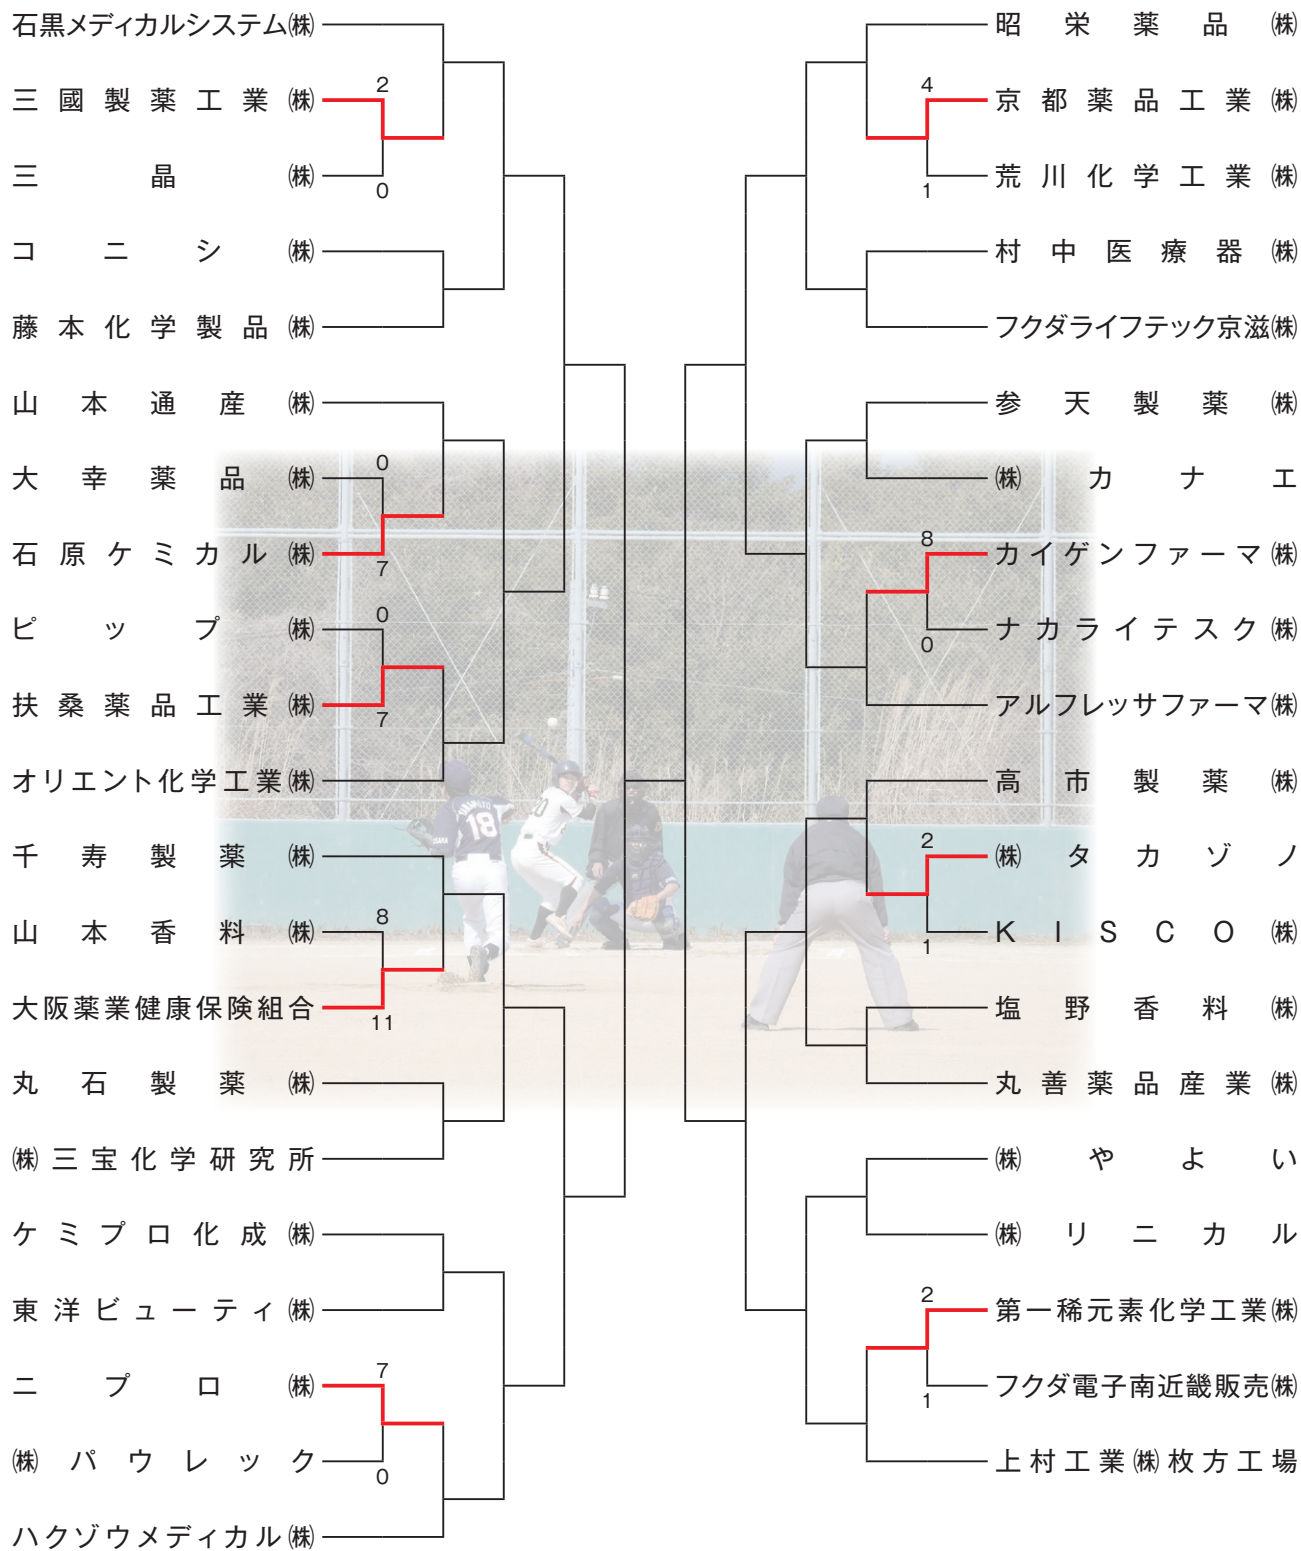 石黒メディカルシステム㈱
2
三國製薬工業㈱
三晶㈱
0
コニシ㈱
藤本化学製品㈱
山本通産㈱
0
大幸薬品㈱
石原ケミカル㈱
7
0
ピップ㈱
扶桑薬品工業㈱
7
オリエント化学工業㈱
千寿製薬㈱
8
山本香料㈱
大阪薬業健康保険組合
11
丸石製薬㈱
㈱三宝化学研究所
ケミプロ化成㈱
東洋ビューティ㈱
7
ニプロ㈱
㈱パウレック
0
ハクゾウメディカル㈱
昭栄薬品㈱
4
京都薬品工業㈱
荒川化学工業㈱
1
村中医療器㈱
フクダライフテック京滋㈱
参天製薬㈱
㈱カナエ
8
カイゲンファーマ㈱
ナカライテスク㈱
0
アルフレッサファーマ㈱
高市製薬㈱
2
㈱タカゾノ
KISCO㈱
1
塩野香料㈱
丸善薬品産業㈱
㈱やよい
㈱リニカル
2
第一稀元素化学工業㈱
フクダ電子南近畿販売㈱
1
上村工業㈱枚方工場
18